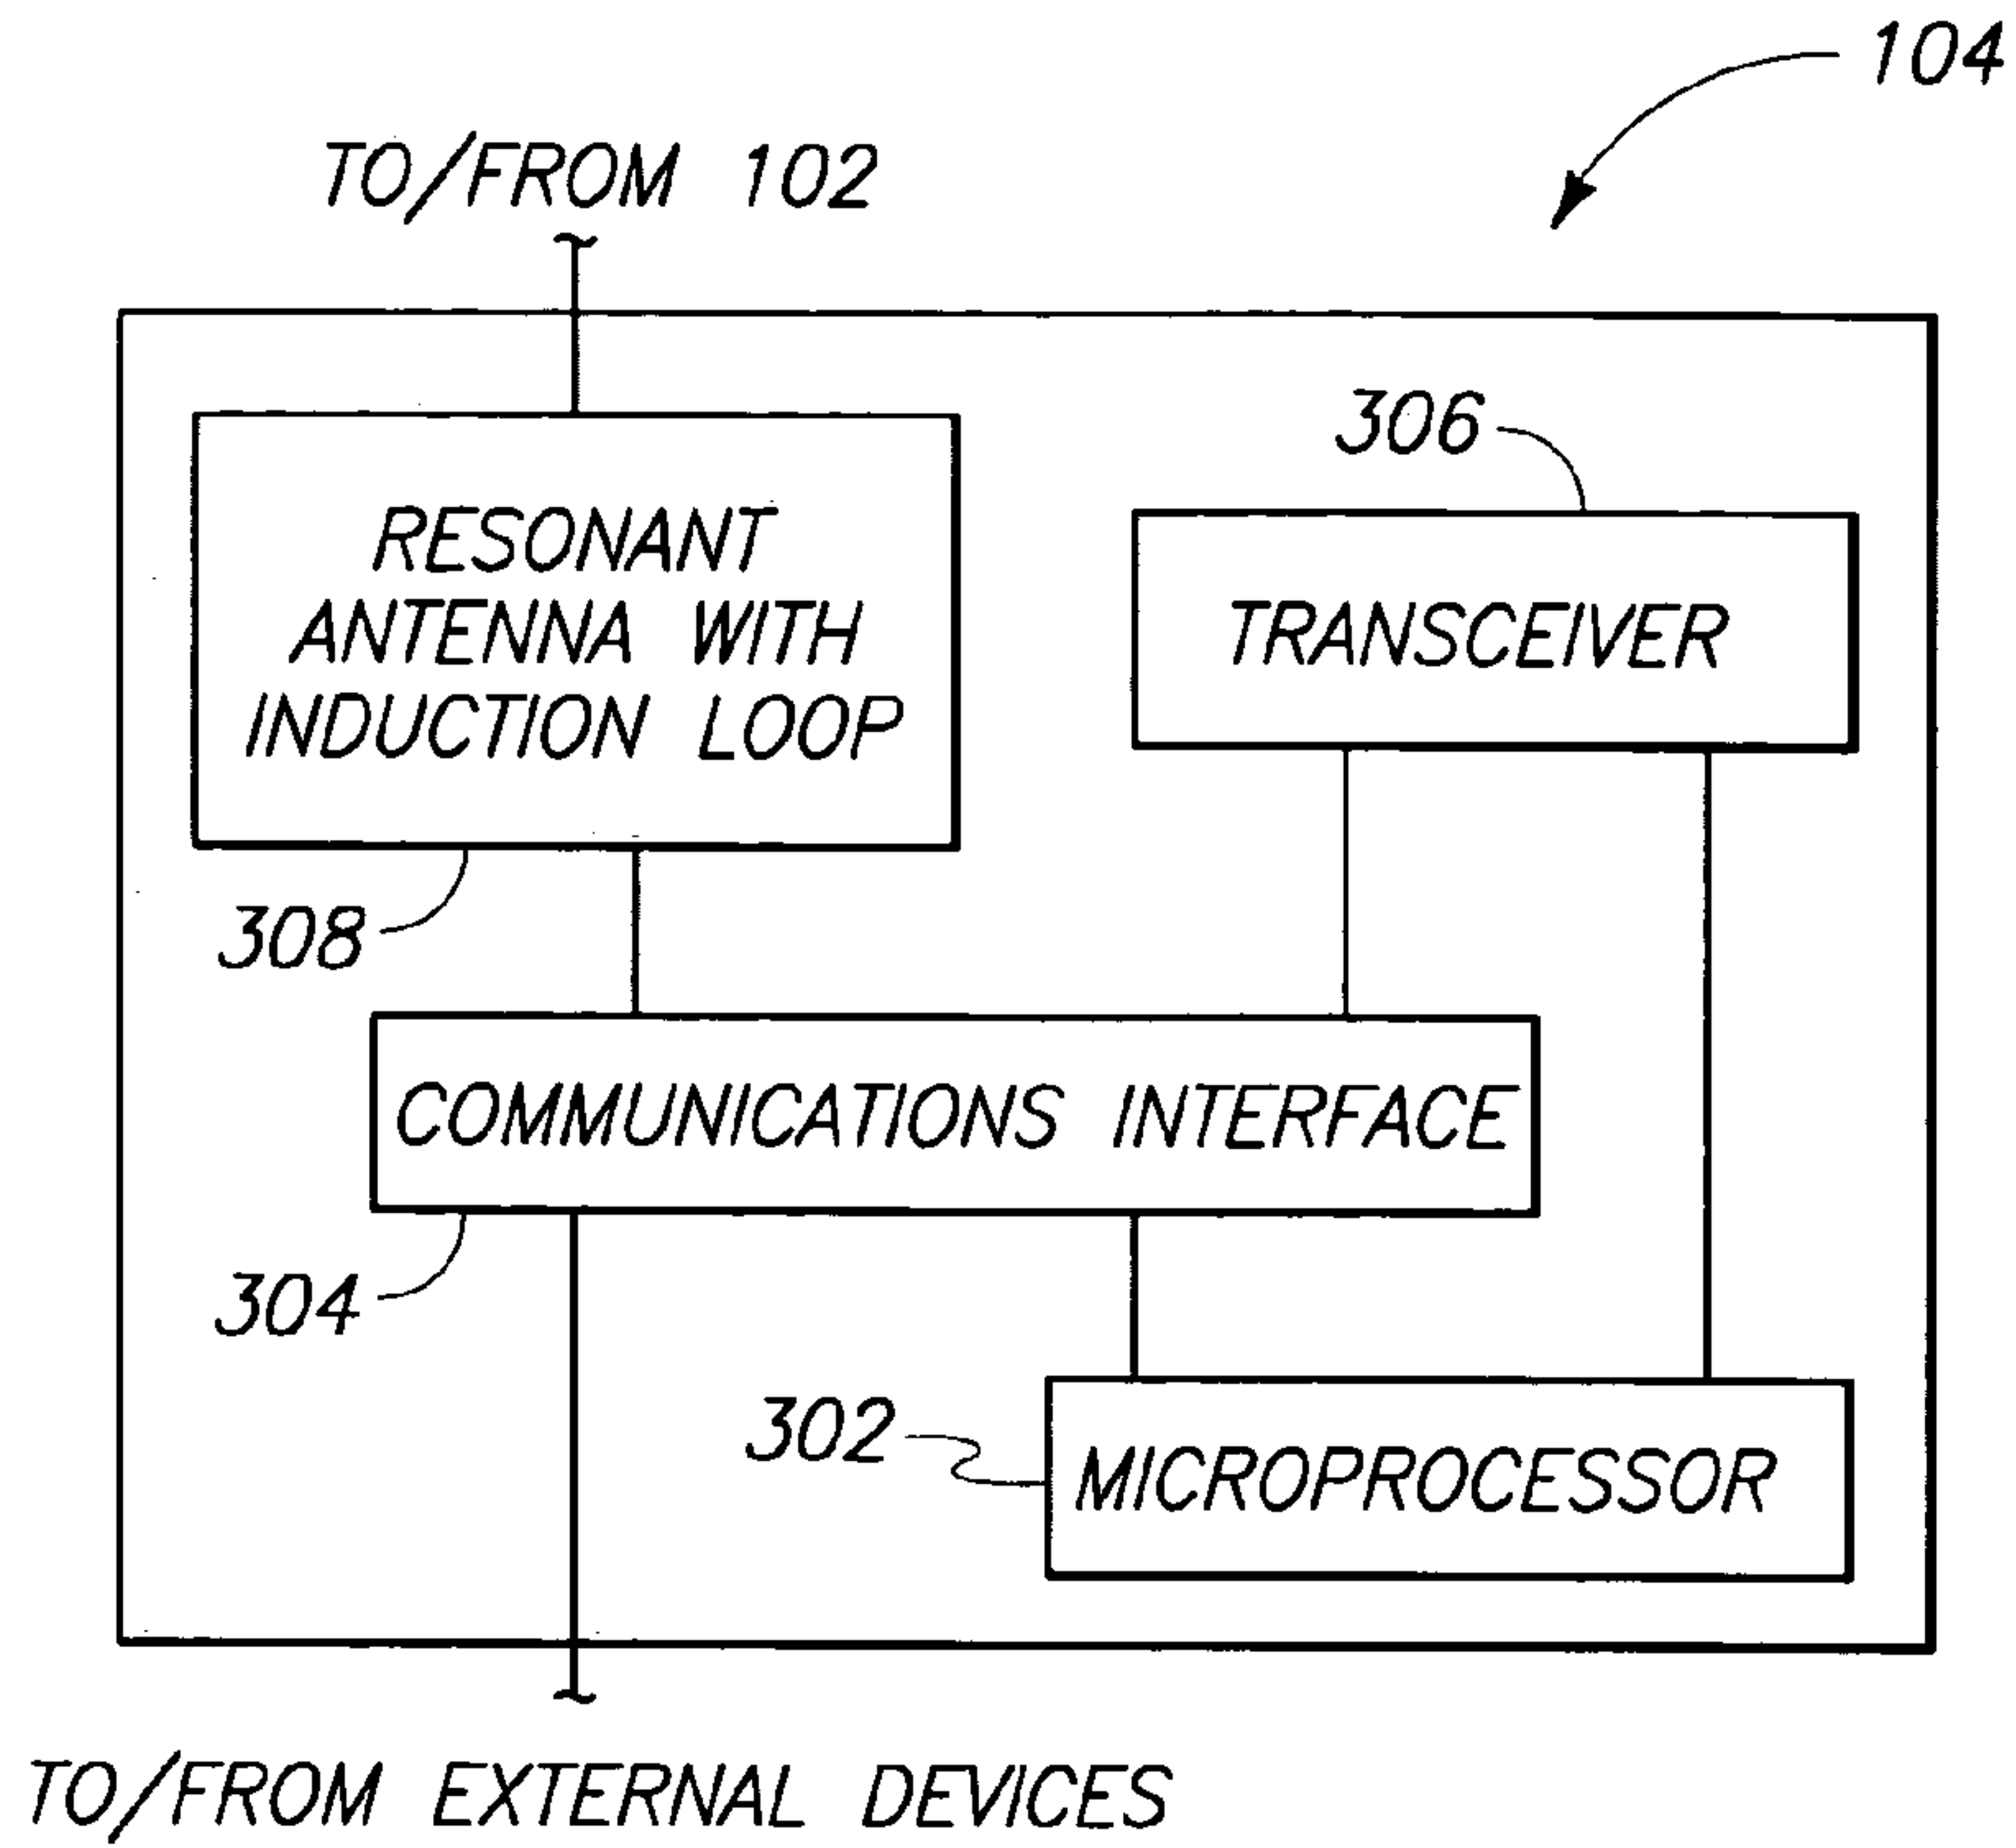 104
TO/FROM 102
306
RESONANT
ANTENNA WITH
INDUCTION LOOP
TRANSCEIVER
308
COMMUNICATIONS INTERFACE
304
302
MICROPROCESSOR
TO/FROM EXTERNAL DEVICES